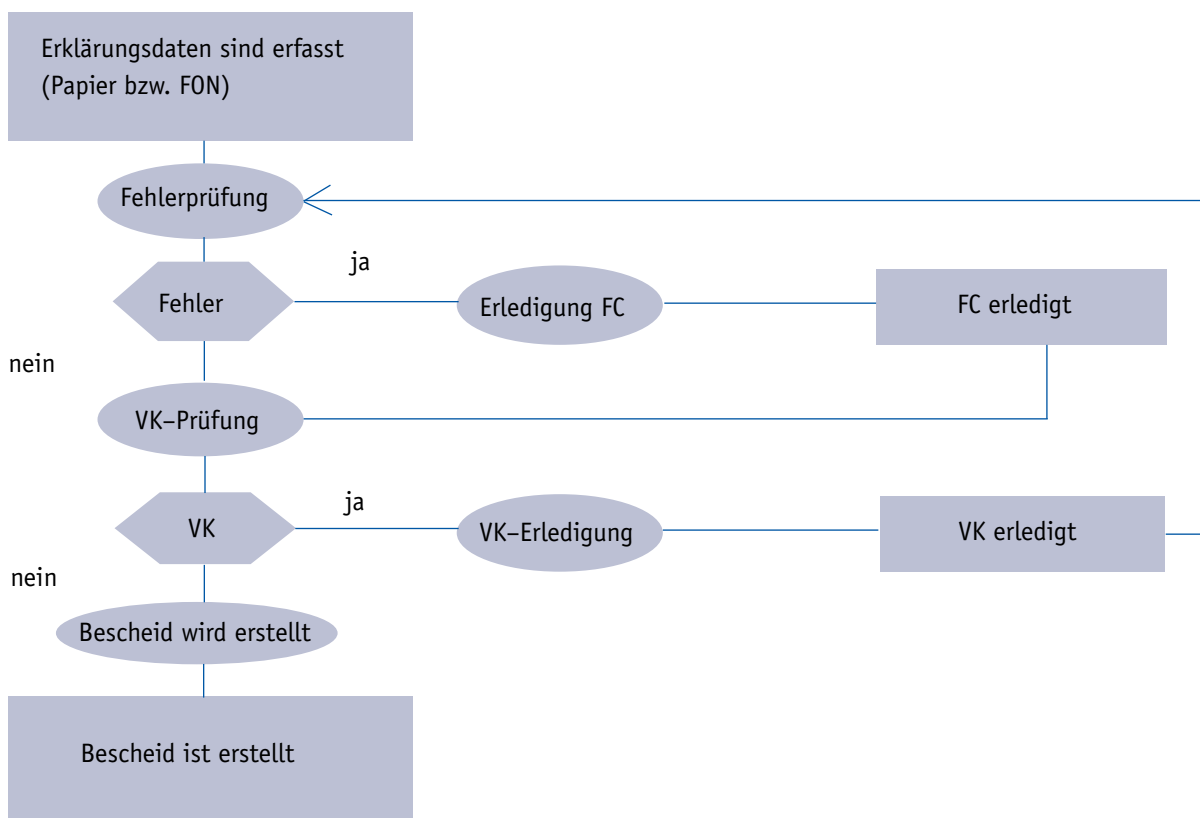 Erklärungsdaten sind erfasst
(Papier bzw. FON)
Fehlerprüfung
ja
Fehler
Erledigung FC
FC erledigt
nein
VK–Prüfung
ja
VK
VK–Erledigung
VK erledigt
nein
Bescheid wird erstellt
Bescheid ist erstellt